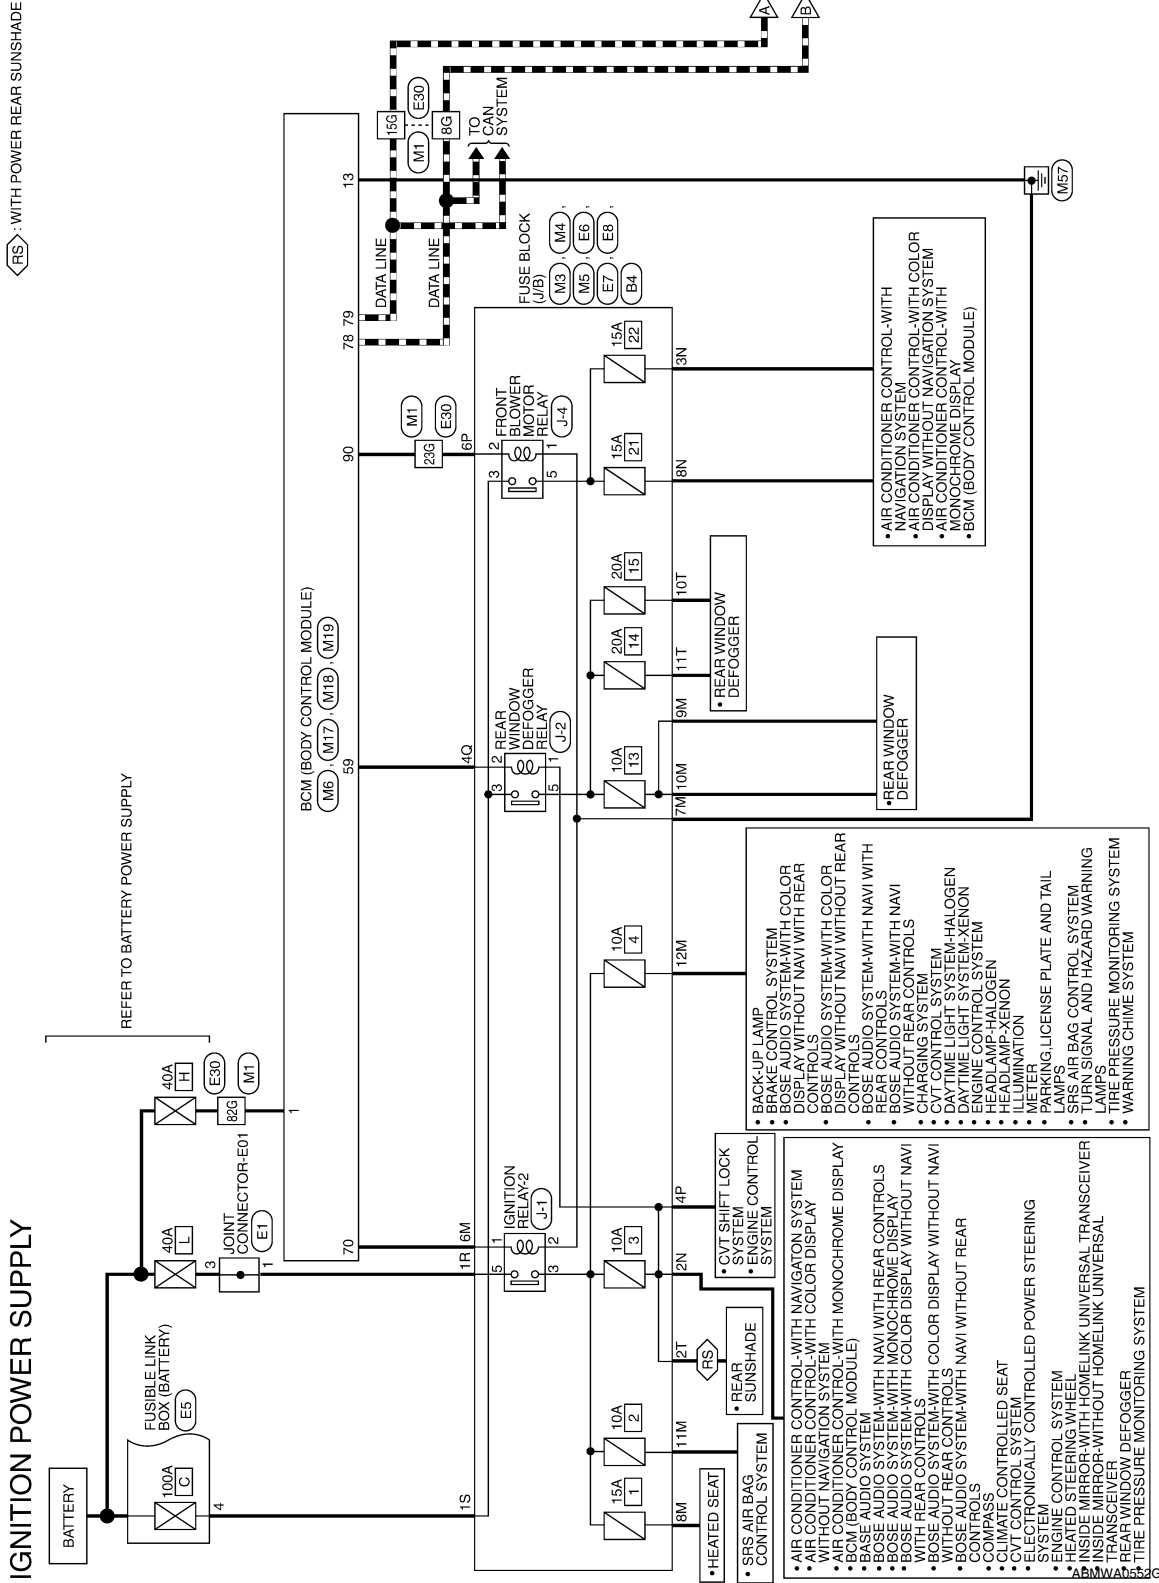 IGNITION POWER SUPPLY
RS : WITH POWER REAR SUNSHADE
REFER TO BATTERY POWER SUPPLY
BATTERY
FUSIBLE LINK
BOX (BATTERY)
E5
100A
C
4
40A
L
3
JOINT
CONNECTOR-E01
E1
1
40A
H
E30
82G
M1
1
BCM (BODY CONTROL MODULE)
M6 , M17 , M18 , M19
70
59
90
78
79
13
DATA LINE
DATA LINE
15G
E30
M1
8G
TO
CAN
SYSTEM
A
B
M1
23G
E30
M57
FUSE BLOCK
(J/B)
M3 , M4 ,
M5 , E6 ,
E7 , E8 ,
B4
1S
1R
6M
4Q
6P
IGNITION
RELAY-2
J-1
5
1
3
2
REAR
WINDOW
DEFOGGER
RELAY
J-2
3
2
5
1
FRONT
BLOWER
MOTOR
RELAY
J-4
3
2
5
1
15A
1
10A
2
10A
3
10A
4
10A
13
20A
14
20A
15
15A
21
15A
22
8M
11M
2T
2N
4P
12M
7M
10M
9M
11T
10T
8N
3N
RS
• HEATED SEAT
• SRS AIR BAG
CONTROL SYSTEM
• REAR
SUNSHADE
• CVT SHIFT LOCK
SYSTEM
• ENGINE CONTROL
SYSTEM
• AIR CONDITIONER CONTROL-WITH NAVIGATON SYSTEM
• AIR CONDITIONER CONTROL-WITH COLOR DISPLAY
WITHOUT NAVIGATION SYSTEM
• AIR CONDITIONER CONTROL-WITH MONOCHROME DISPLAY
• BCM (BODY CONTROL MODULE)
• BASE AUDIO SYSTEM
• BOSE AUDIO SYSTEM-WITH NAVI WITH REAR CONTROLS
• BOSE AUDIO SYSTEM-WITH MONOCHROME DISPLAY
• BOSE AUDIO SYSTEM-WITH COLOR DISPLAY WITHOUT NAVI
WITH REAR CONTROLS
• BOSE AUDIO SYSTEM-WITH COLOR DISPLAY WITHOUT NAVI
WITHOUT REAR CONTROLS
• BOSE AUDIO SYSTEM-WITH NAVI WITHOUT REAR
CONTROLS
• COMPASS
• CLIMATE CONTROLLED SEAT
• CVT CONTROL SYSTEM
• ELECTRONICALLY CONTROLLED POWER STEERING
SYSTEM
• ENGINE CONTROL SYSTEM
• HEATED STEERING WHEEL
• INSIDE MIRROR-WITH HOMELINK UNIVERSAL TRANSCEIVER
• INSIDE MIRROR-WITHOUT HOMELINK UNIVERSAL
TRANSCEIVER
• REAR WINDOW DEFOGGER
• TIRE PRESSURE MONITORING SYSTEM
• BACK-UP LAMP
• BRAKE CONTROL SYSTEM
• BOSE AUDIO SYSTEM-WITH COLOR
DISPLAY WITHOUT NAVI WITH REAR
CONTROLS
• BOSE AUDIO SYSTEM-WITH COLOR
DISPLAY WITHOUT NAVI WITHOUT REAR
CONTROLS
• BOSE AUDIO SYSTEM-WITH NAVI WITH
REAR CONTROLS
• BOSE AUDIO SYSTEM-WITH NAVI
WITHOUT REAR CONTROLS
• CHARGING SYSTEM
• CVT CONTROL SYSTEM
• DAYTIME LIGHT SYSTEM-HALOGEN
• DAYTIME LIGHT SYSTEM-XENON
• ENGINE CONTROL SYSTEM
• HEADLAMP-HALOGEN
• HEADLAMP-XENON
• ILLUMINATION
• METER
• PARKING,LICENSE PLATE AND TAIL
LAMPS
• SRS AIR BAG CONTROL SYSTEM
• TURN SIGNAL AND HAZARD WARNING
LAMPS
• TIRE PRESSURE MONITORING SYSTEM
• WARNING CHIME SYSTEM
• REAR WINDOW
DEFOGGER
• REAR WINDOW
DEFOGGER
• AIR CONDITIONER CONTROL-WITH
NAVIGATION SYSTEM
• AIR CONDITIONER CONTROL-WITH COLOR
DISPLAY WITHOUT NAVIGATION SYSTEM
• AIR CONDITIONER CONTROL-WITH
MONOCHROME DISPLAY
• BCM (BODY CONTROL MODULE)
ABMWA0552G